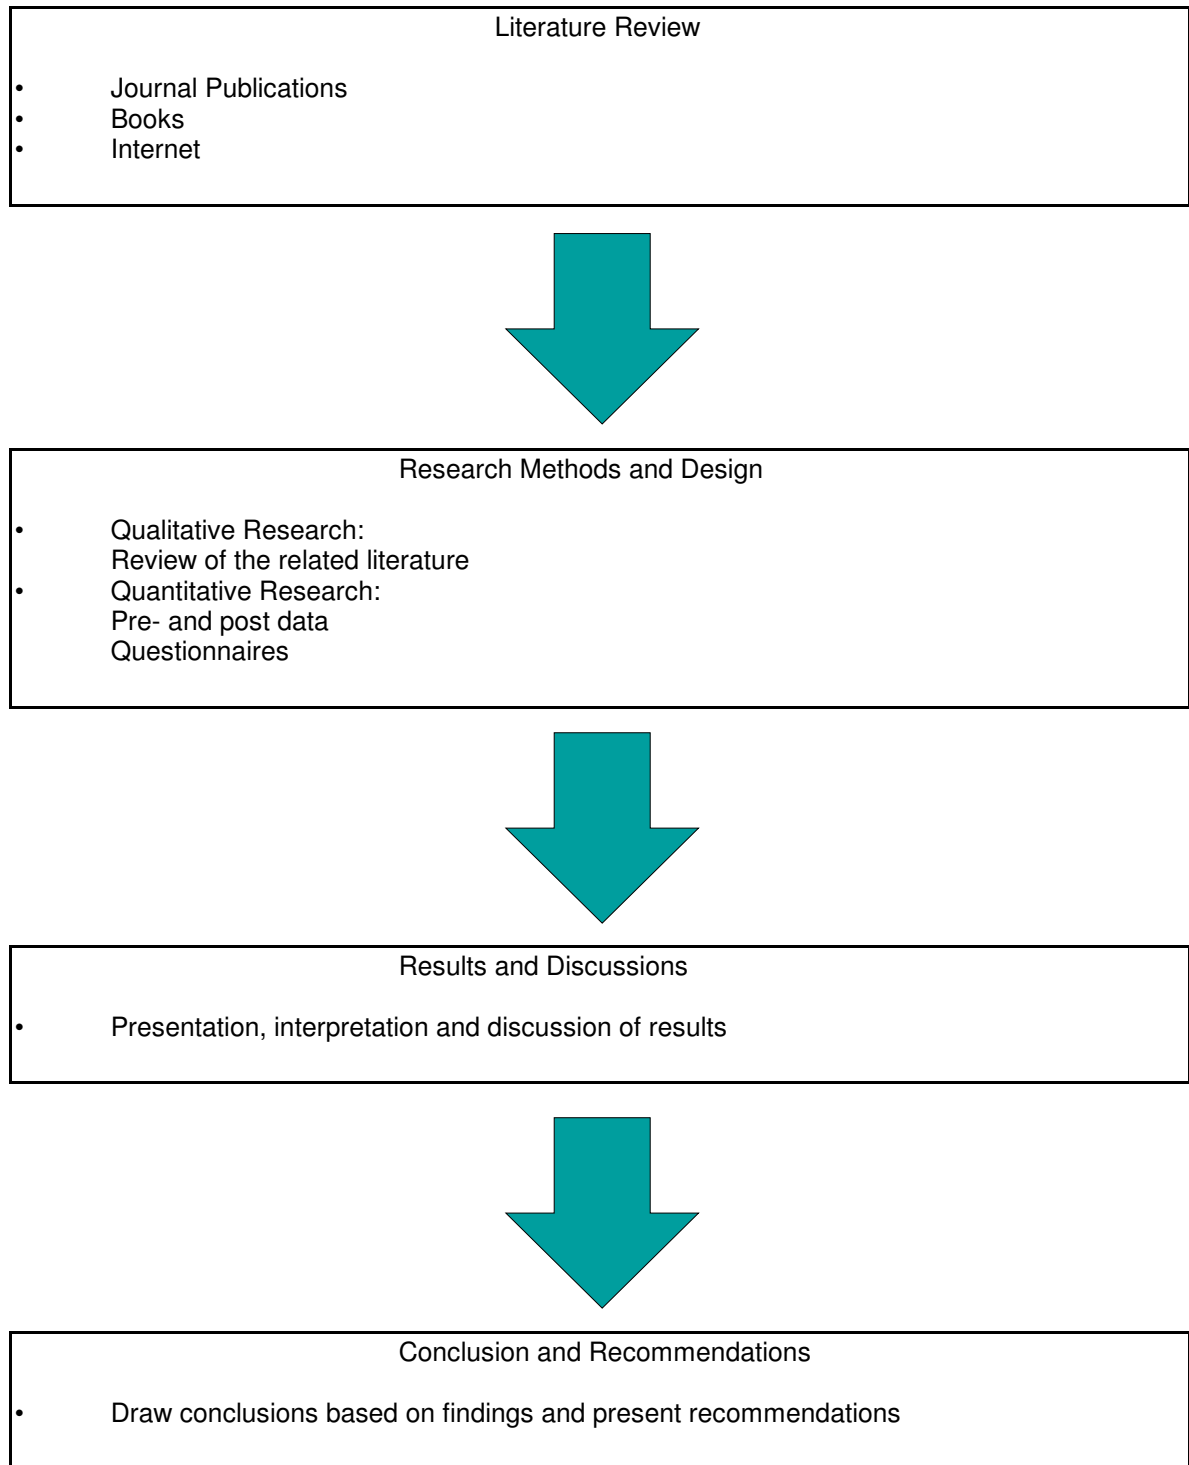 Literature Review
• Journal Publications
• Books
• Internet
Research Methods and Design
• Qualitative Research:
Review of the related literature
• Quantitative Research:
Pre- and post data
Questionnaires
Results and Discussions
• Presentation, interpretation and discussion of results
Conclusion and Recommendations
• Draw conclusions based on findings and present recommendations